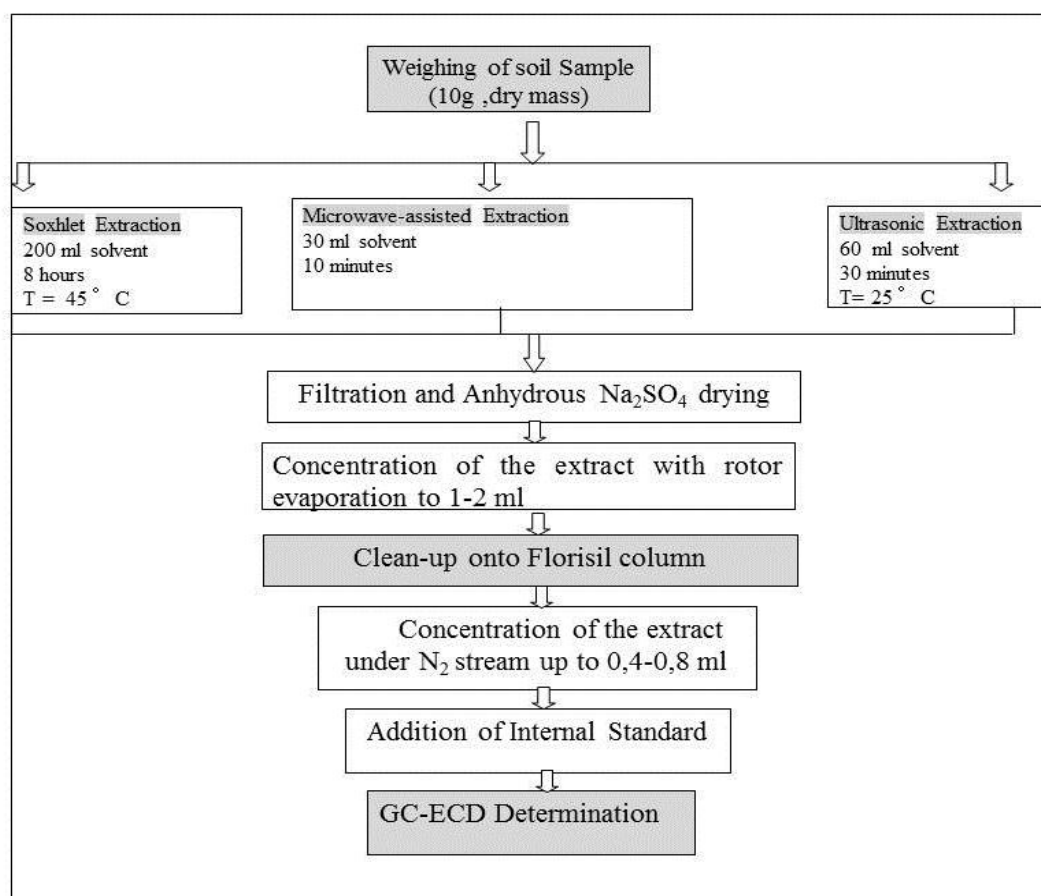 Weighing of soil Sample
(10g ,dry mass)
Soxhlet Extraction
200 ml solvent
8 hours
T = 45° C
Microwave-assisted Extraction
30 ml solvent
10 minutes
Ultrasonic Extraction
60 ml solvent
30 minutes
T= 25° C
Filtration and Anhydrous Na₂SO₄ drying
Concentration of the extract with rotor
evaporation to 1-2 ml
Clean-up onto Florisil column
Concentration of the extract
under N₂ stream up to 0,4-0,8 ml
Addition of Internal Standard
GC-ECD Determination